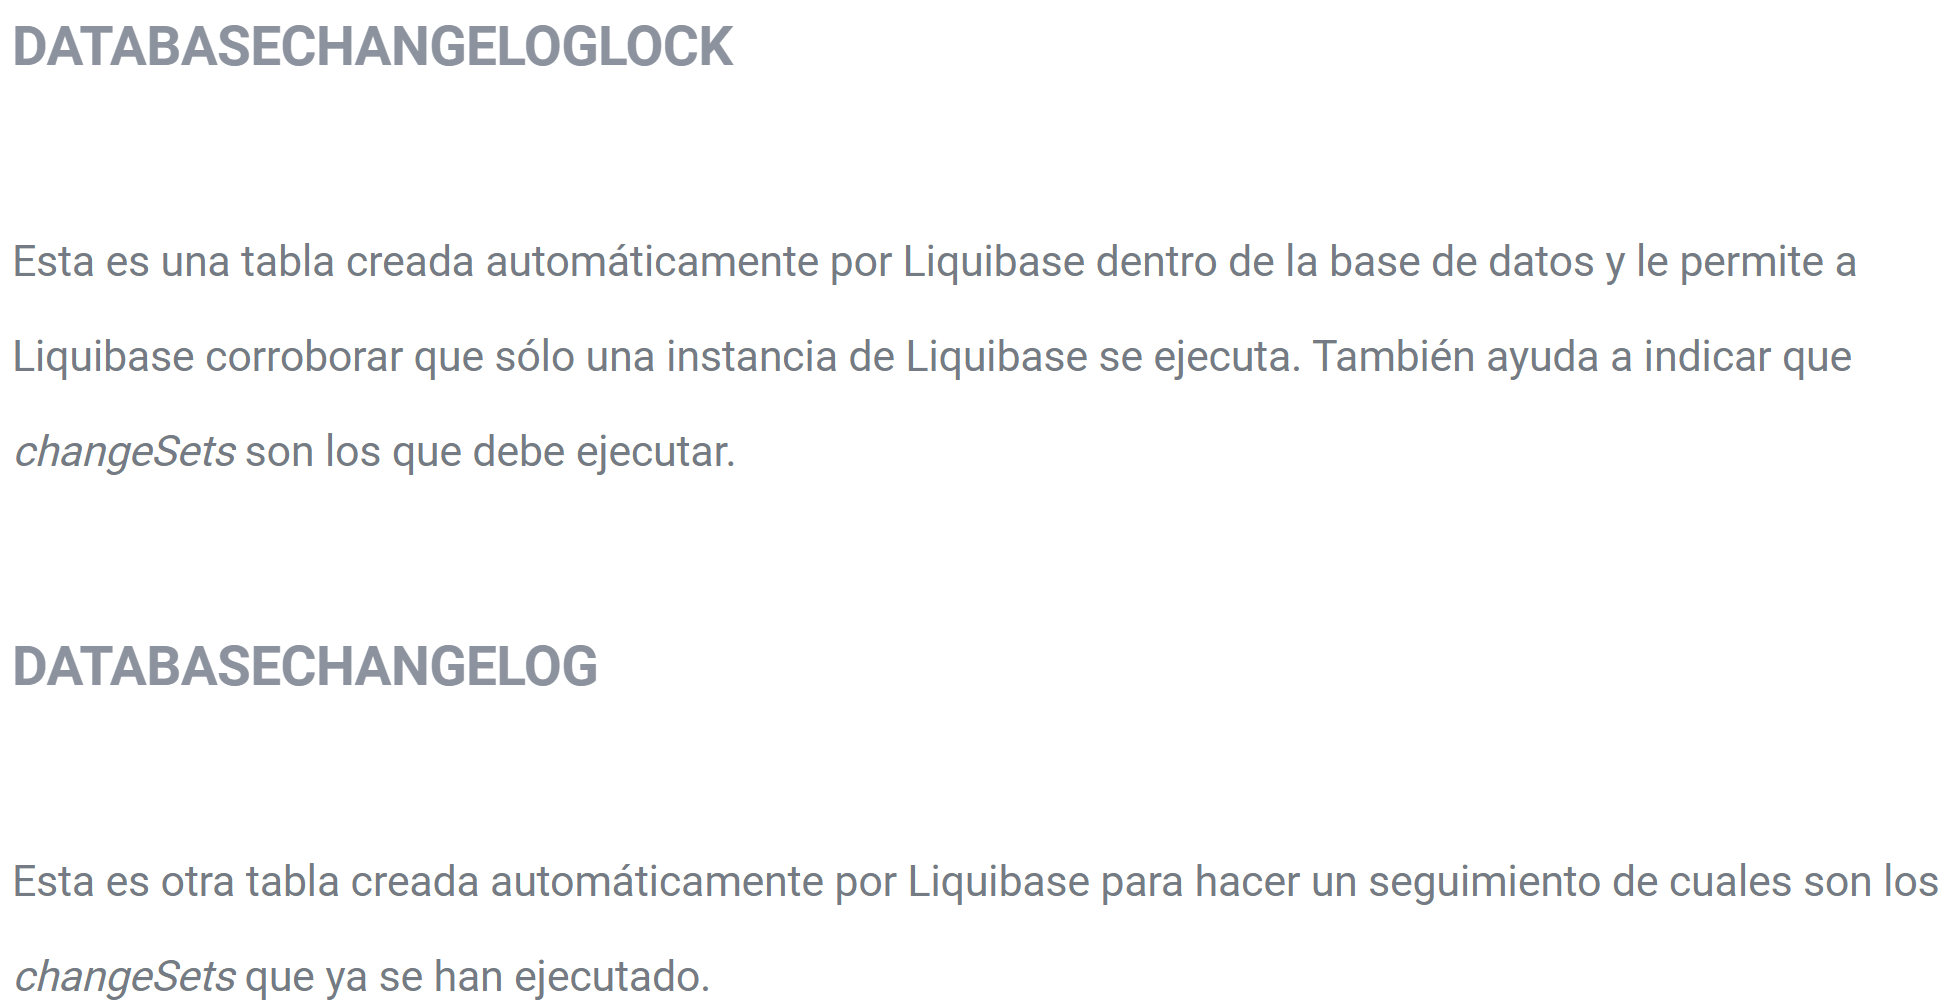 DATABASECHANGELOGLOCK
Esta es una tabla creada automáticamente por Liquibase dentro de la base de datos y le permite a
Liquibase corroborar que sólo una instancia de Liquibase se ejecuta. También ayuda a indicar que
changeSets son los que debe ejecutar.
DATABASECHANGELOG
Esta es otra tabla creada automáticamente por Liquibase para hacer un seguimiento de cuales son los
changeSets que ya se han ejecutado.